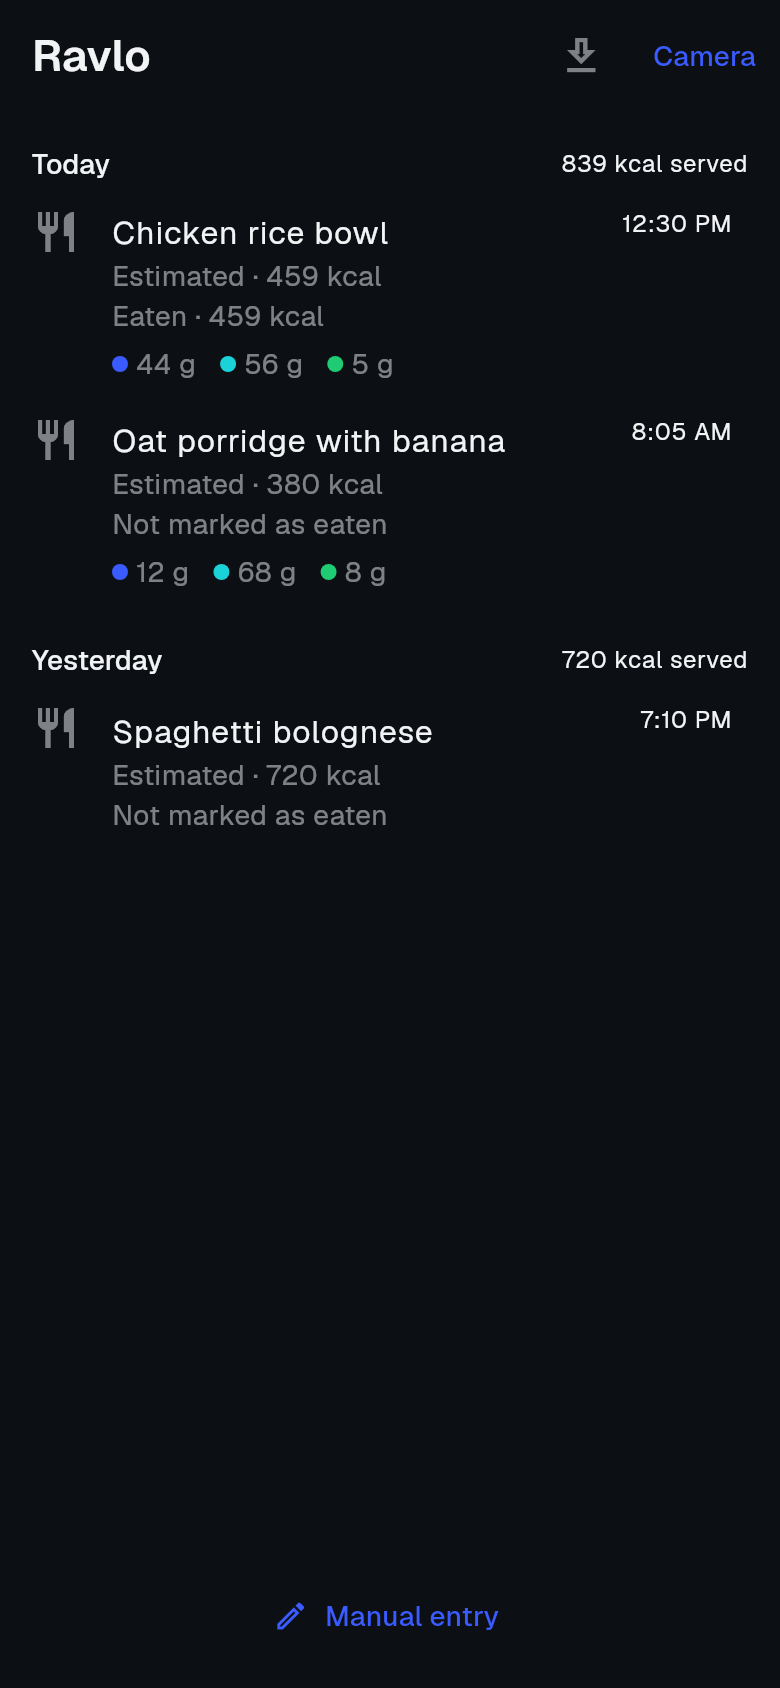 Ravlo
Camera
Today
839 kcal served
Chicken rice bowl
12:30 PM
Estimated · 459 kcal
Eaten · 459 kcal
44 g 56 g 5 g
Oat porridge with banana
8:05 AM
Estimated · 380 kcal
Not marked as eaten
12 g 68 g 8 g
Yesterday
720 kcal served
Spaghetti bolognese
7:10 PM
Estimated · 720 kcal
Not marked as eaten
Manual entry